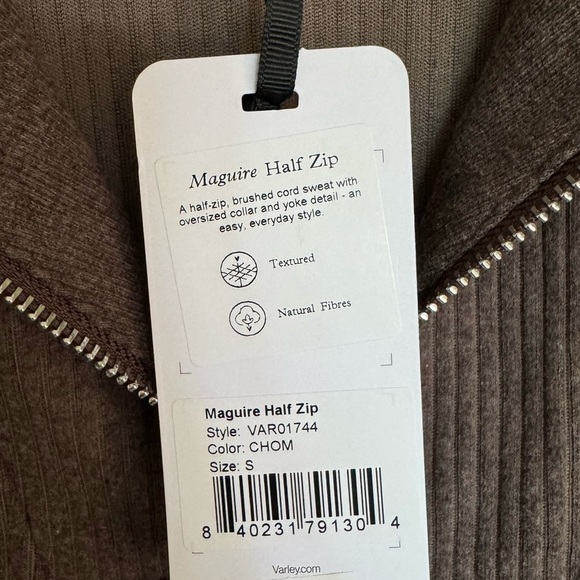 Maguire Half Zip
A half-zip, brushed cord sweat with
oversized collar and yoke detail - an
easy, everyday style.
Textured
Natural Fibres
Maguire Half Zip
Style: VAR01744
Color: CHOM
Size: S
8 40231 79130 4
Varley.com